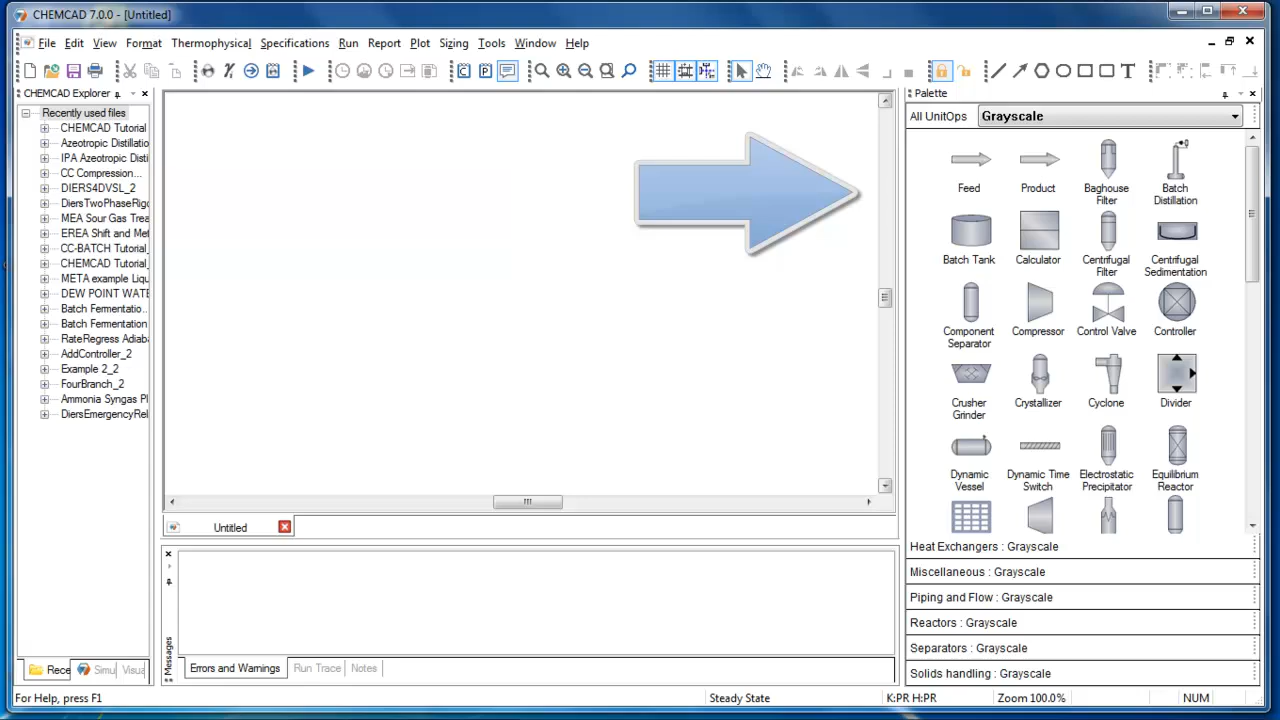 CHEMCAD 7.0.0 - [Untitled]
File Edit View Format Thermophysical Specifications Run Report Plot Sizing Tools Window Help
CHEMCAD Explorer
Recently used files
CHEMCAD Tutorial
Azeotropic Distillatio
IPA Azeotropic Disti
CC Compression...
DIERS4DVSL_2
DiersTwoPhaseRig
MEA Sour Gas Trea
EREA Shift and Met
CC-BATCH Tutorial_
CHEMCAD Tutorial_
META example Liqu
DEW POINT WATE
Batch Fermentatio..
Batch Fermentation
RateRegress Adiaba
AddController_2
Example 2_2
FourBranch_2
Ammonia Syngas Pl
DiersEmergencyRel
Rece Simu Visua
Untitled
Messages
Errors and Warnings Run Trace Notes
Palette
All UnitOps Grayscale
Feed Product Baghouse Filter Batch Distillation
Batch Tank Calculator Centrifugal Filter Centrifugal Sedimentation
Component Separator Compressor Control Valve Controller
Crusher Grinder Crystallizer Cyclone Divider
Dynamic Vessel Dynamic Time Switch Electrostatic Precipitator Equilibrium Reactor
Heat Exchangers : Grayscale
Miscellaneous : Grayscale
Piping and Flow : Grayscale
Reactors : Grayscale
Separators : Grayscale
Solids handling : Grayscale
For Help, press F1 Steady State K:PR H:PR Zoom 100.0% NUM